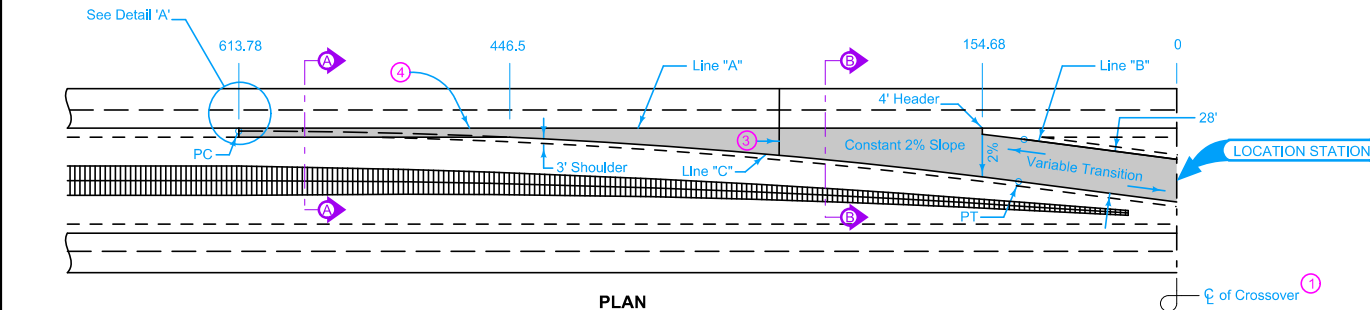 See Detail 'A'
613.78
446.5
154.68
0
A
4
Line "A"
B
Line "B"
4' Header
28'
3
PC
3' Shoulder
Constant 2% Slope
2%
LOCATION STATION
LIne "C"
Variable Transition
A
B
PT
PLAN
℄ of Crossover
1